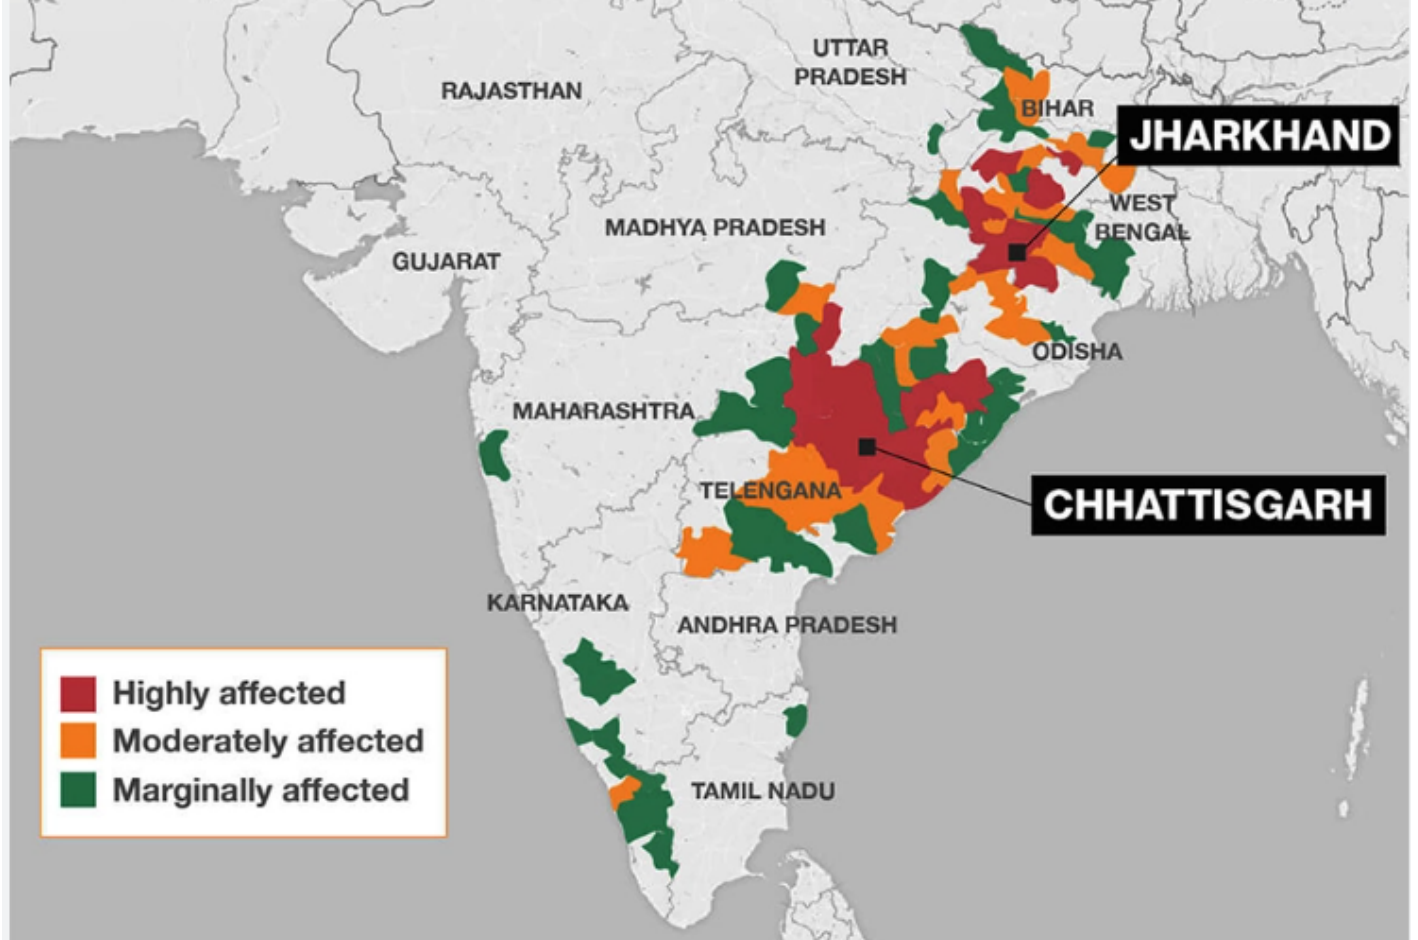 UTTAR
PRADESH
RAJASTHAN
BIHAR
JHARKHAND
WEST
BENGAL
MADHYA PRADESH
GUJARAT
ODISHA
MAHARASHTRA
TELENGANA
CHHATTISGARH
KARNATAKA
ANDHRA PRADESH
Highly affected
Moderately affected
Marginally affected
TAMIL NADU